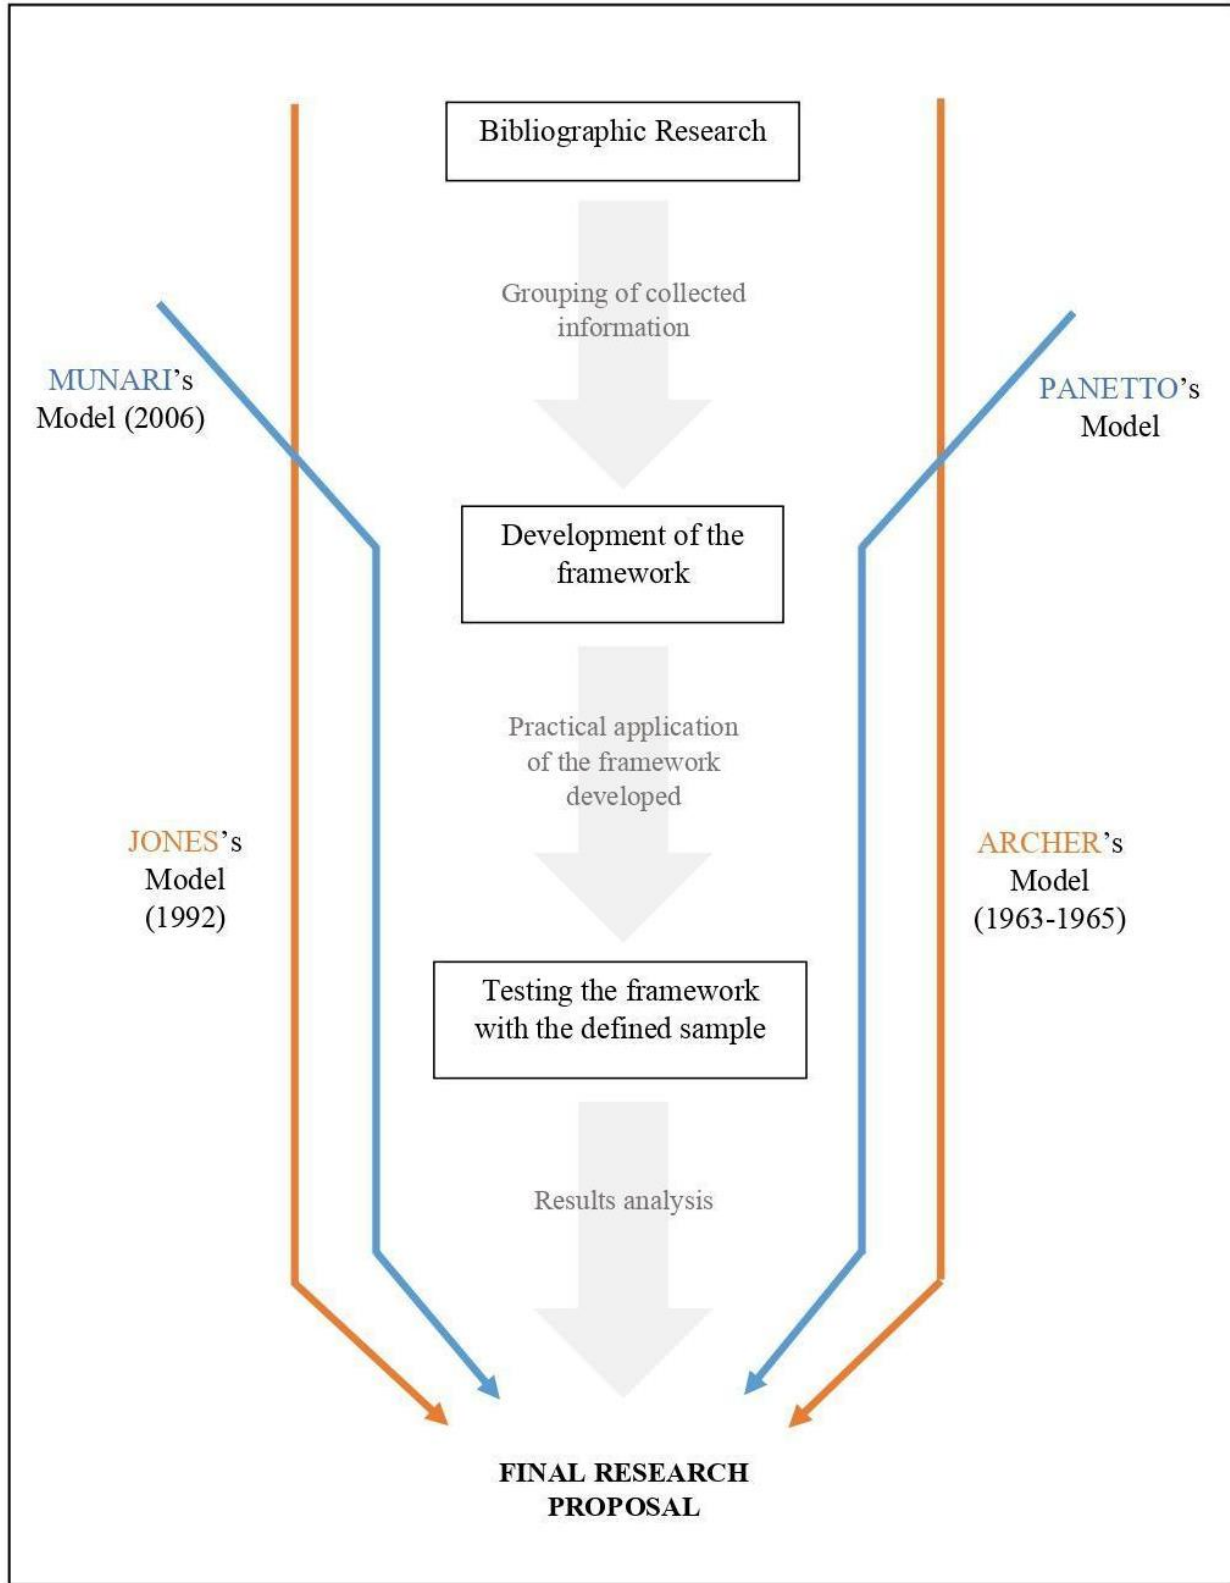 Bibliographic Research
Grouping of collected
information
MUNARI's
Model (2006)
PANETTO's
Model
Development of the
framework
Practical application
of the framework
developed
JONES's
Model
(1992)
ARCHER's
Model
(1963-1965)
Testing the framework
with the defined sample
Results analysis
FINAL RESEARCH
PROPOSAL